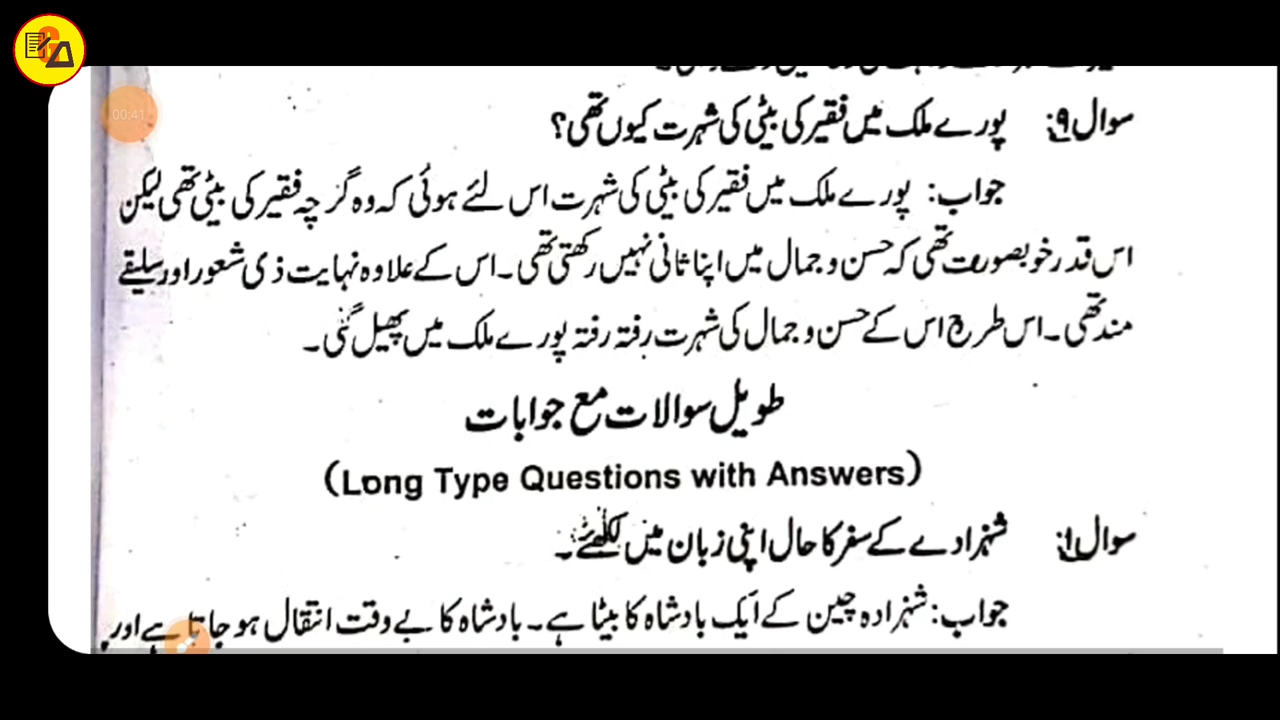 00:41
سوال ۹: پورے ملک میں فقیر کی بیٹی کی شہرت کیوں تھی؟
جواب: پورے ملک میں فقیر کی بیٹی کی شہرت اس لئے ہوئی کہ وہ گرچہ فقیر کی بیٹی تھی لیکن
اس قدر خوبصورت تھی کہ حسن و جمال میں اپنا ثانی نہیں رکھتی تھی۔ اس کے علاوہ نہایت ذی شعور اور سلیقے
مند تھی۔ اس طرح اس کے حسن و جمال کی شہرت رفتہ رفتہ پورے ملک میں پھیل گئی۔
طویل سوالات مع جوابات
(Long Type Questions with Answers)
سوال ۱: شہزادے کے سفر کا حال اپنی زبان میں لکھئے۔
جواب: شہزادہ چین کے ایک بادشاہ کا بیٹا ہے۔ بادشاہ کا بے وقت انتقال ہو جاتا ہے اور